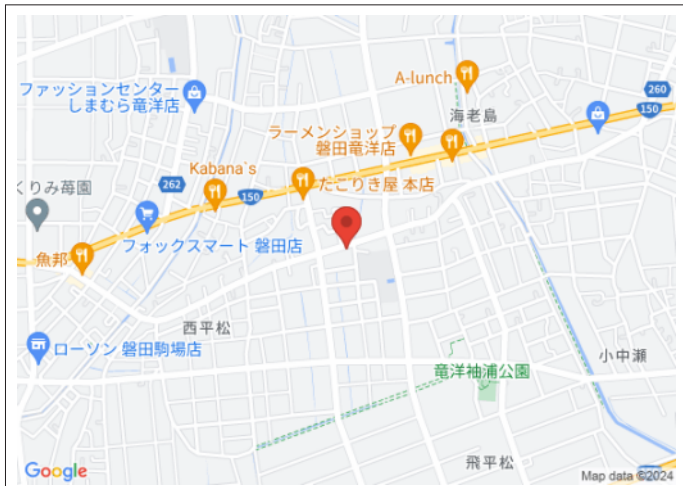 ファッションセンター
しまむら竜洋店
A-lunch
260
150
海老島
ラーメンショップ
磐田竜洋店
Kabana`s
262
150
たこりき屋 本店
くりみ苺園
フォックスマート 磐田店
魚邦
西平松
ローソン 磐田駒場店
小中瀬
竜洋袖浦公園
飛平松
Google
Map data ©2024